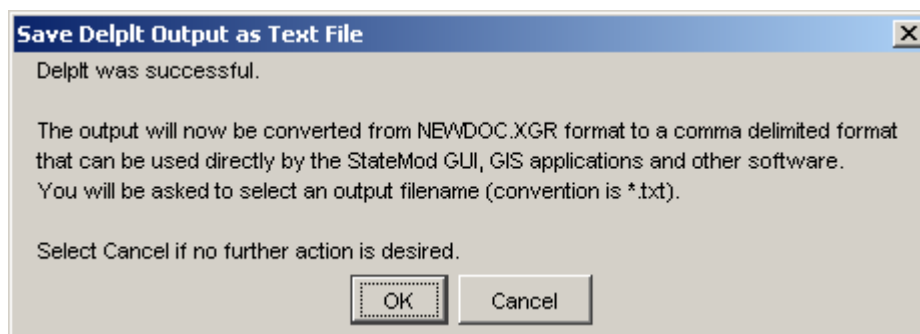 Save Delplt Output as Text File
Delplt was successful.
The output will now be converted from NEWDOC.XGR format to a comma delimited format
that can be used directly by the StateMod GUI, GIS applications and other software.
You will be asked to select an output filename (convention is *.txt).
Select Cancel if no further action is desired.
OK
Cancel